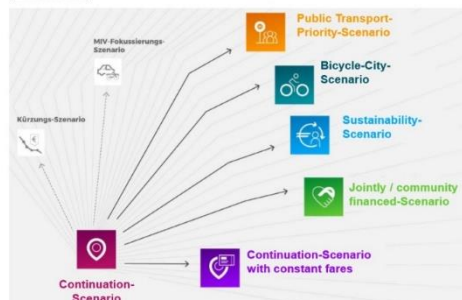 Public Transport-
Priority-Scenario
MIV-Fokussierungs-
Szenario
Bicycle-City-
Scenario
Kürzungs-Szenario
Sustainability-
Scenario
Jointly / community
financed-Scenario
Continuation-Scenario
with constant fares
Continuation-
Scenario